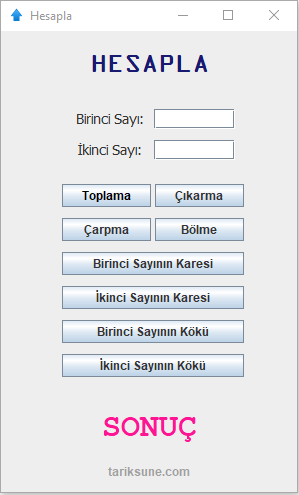 Hesapla
HESAPLA
Birinci Sayı:
İkinci Sayı:
Toplama Çıkarma
Çarpma Bölme
Birinci Sayının Karesi
İkinci Sayının Karesi
Birinci Sayının Kökü
İkinci Sayının Kökü
SONUÇ
tariksune.com